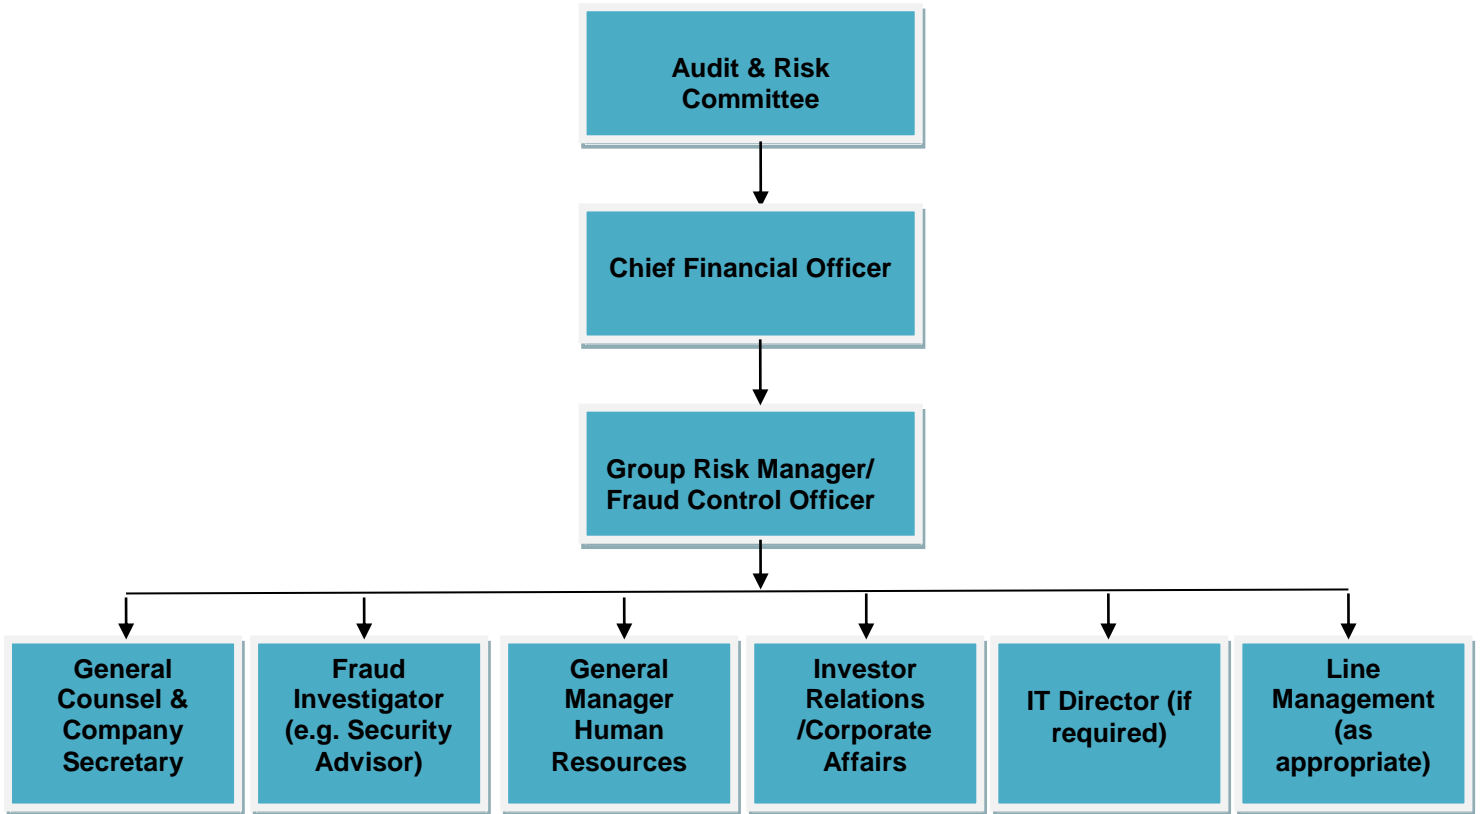 Audit & Risk
Committee
Chief Financial Officer
Group Risk Manager/
Fraud Control Officer
General
Counsel &
Company
Secretary
Fraud
Investigator
(e.g. Security
Advisor)
General
Manager
Human
Resources
Investor
Relations
/Corporate
Affairs
IT Director (if
required)
Line
Management
(as
appropriate)